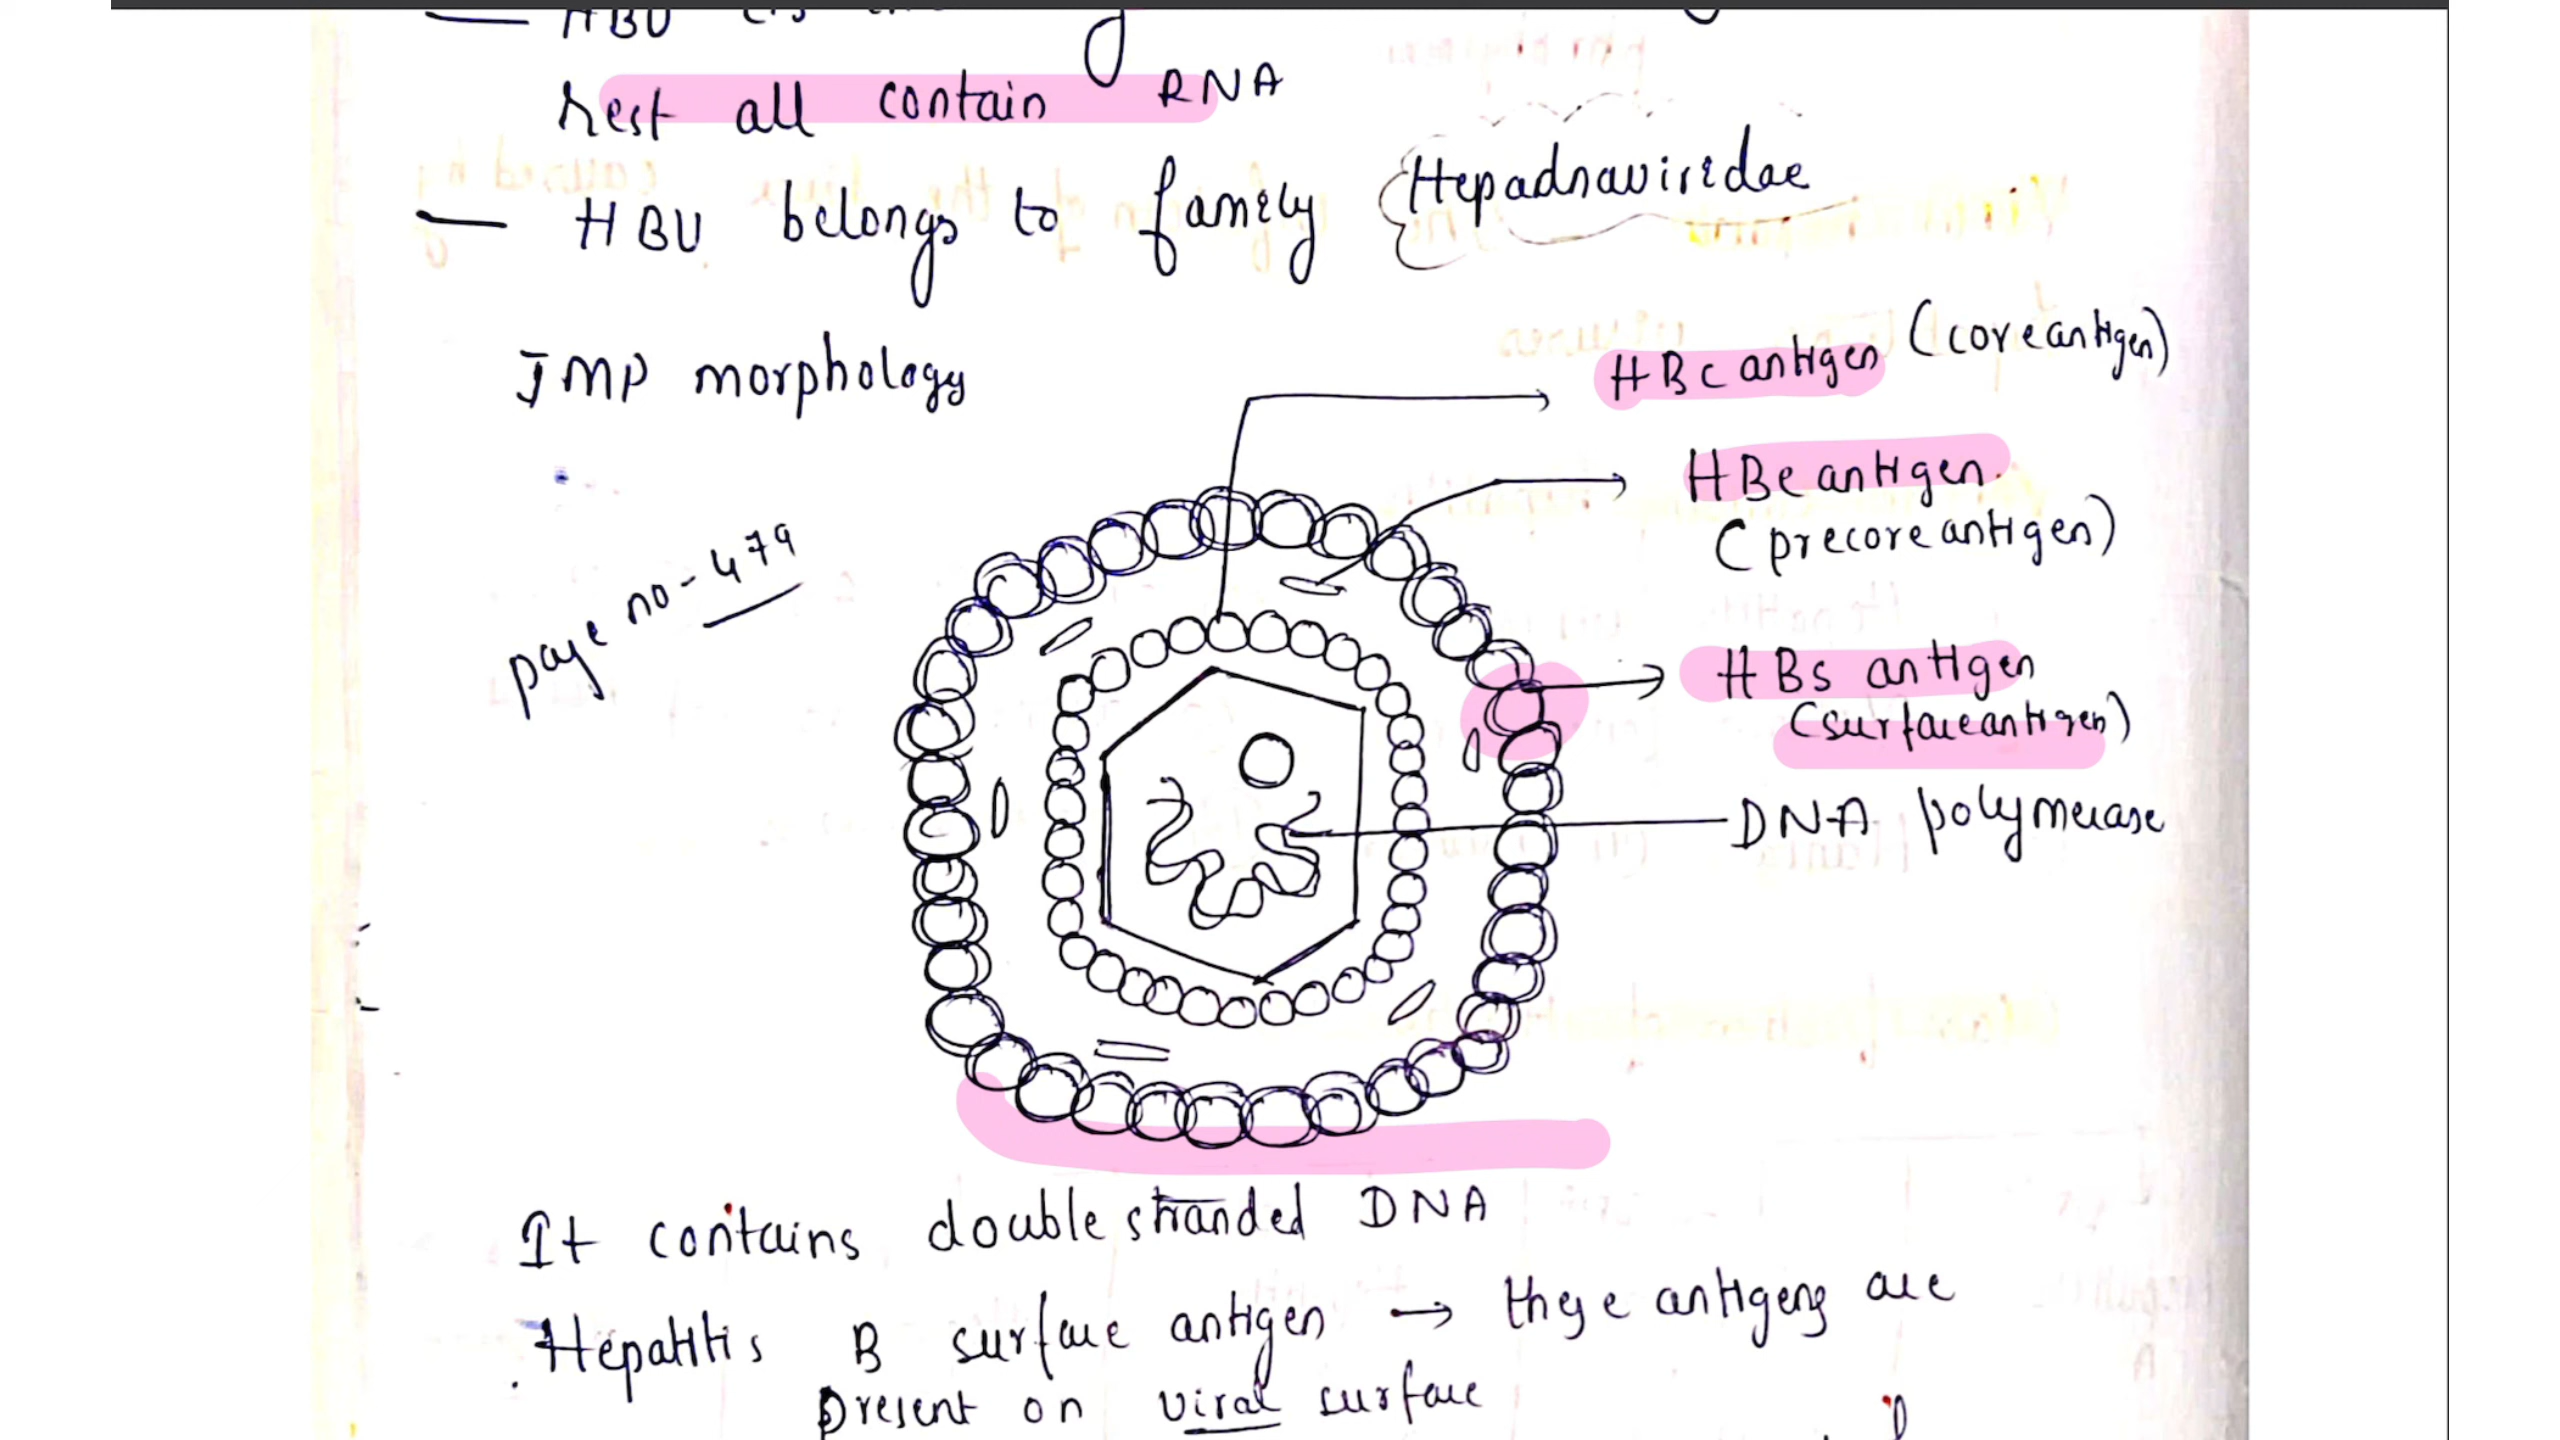 HBV
rest all contain RNA
— HBV belongs to family Hepadnaviridae
IMP morphology
HBc antigen (core antigen)
HBe antigen
(precore antigen)
page no - 479
HBs antigen
(surface antigen)
DNA polymerase
It contains double stranded DNA
Hepatitis B surface antigen → these antigens are
present on viral surface